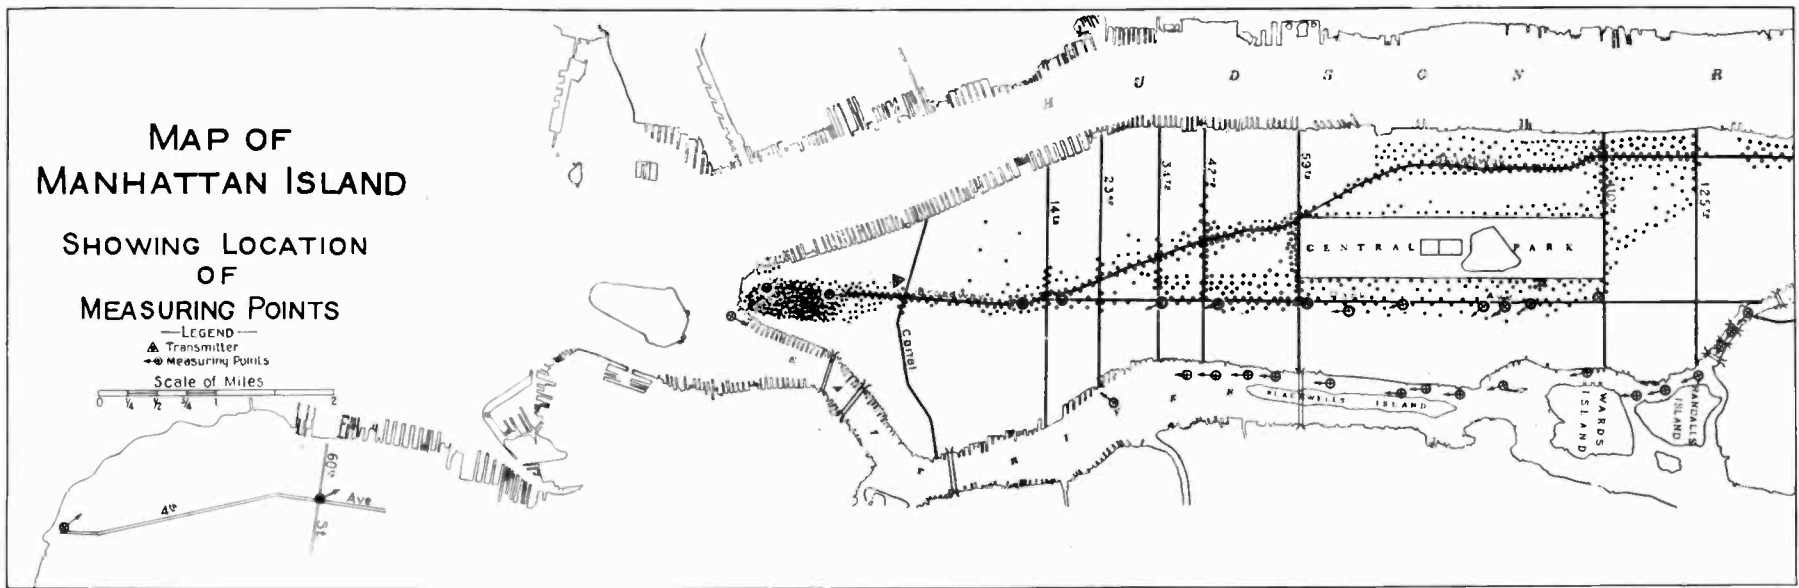 MAP OF
MANHATTAN ISLAND
SHOWING LOCATION
OF
MEASURING POINTS
LEGEND
Transmitter
Measuring Points
Scale of Miles
0 1/4 1/2 3/4 1 2
60th
St
4th
Ave
H U D S O N R
14th
23rd
34th
42nd
59th
110th
125th
CENTRAL PARK
Canal
E A S T
R I E R
BLACKWELLS ISLAND
WARDS
ISLAND
RANDALLS
ISLAND